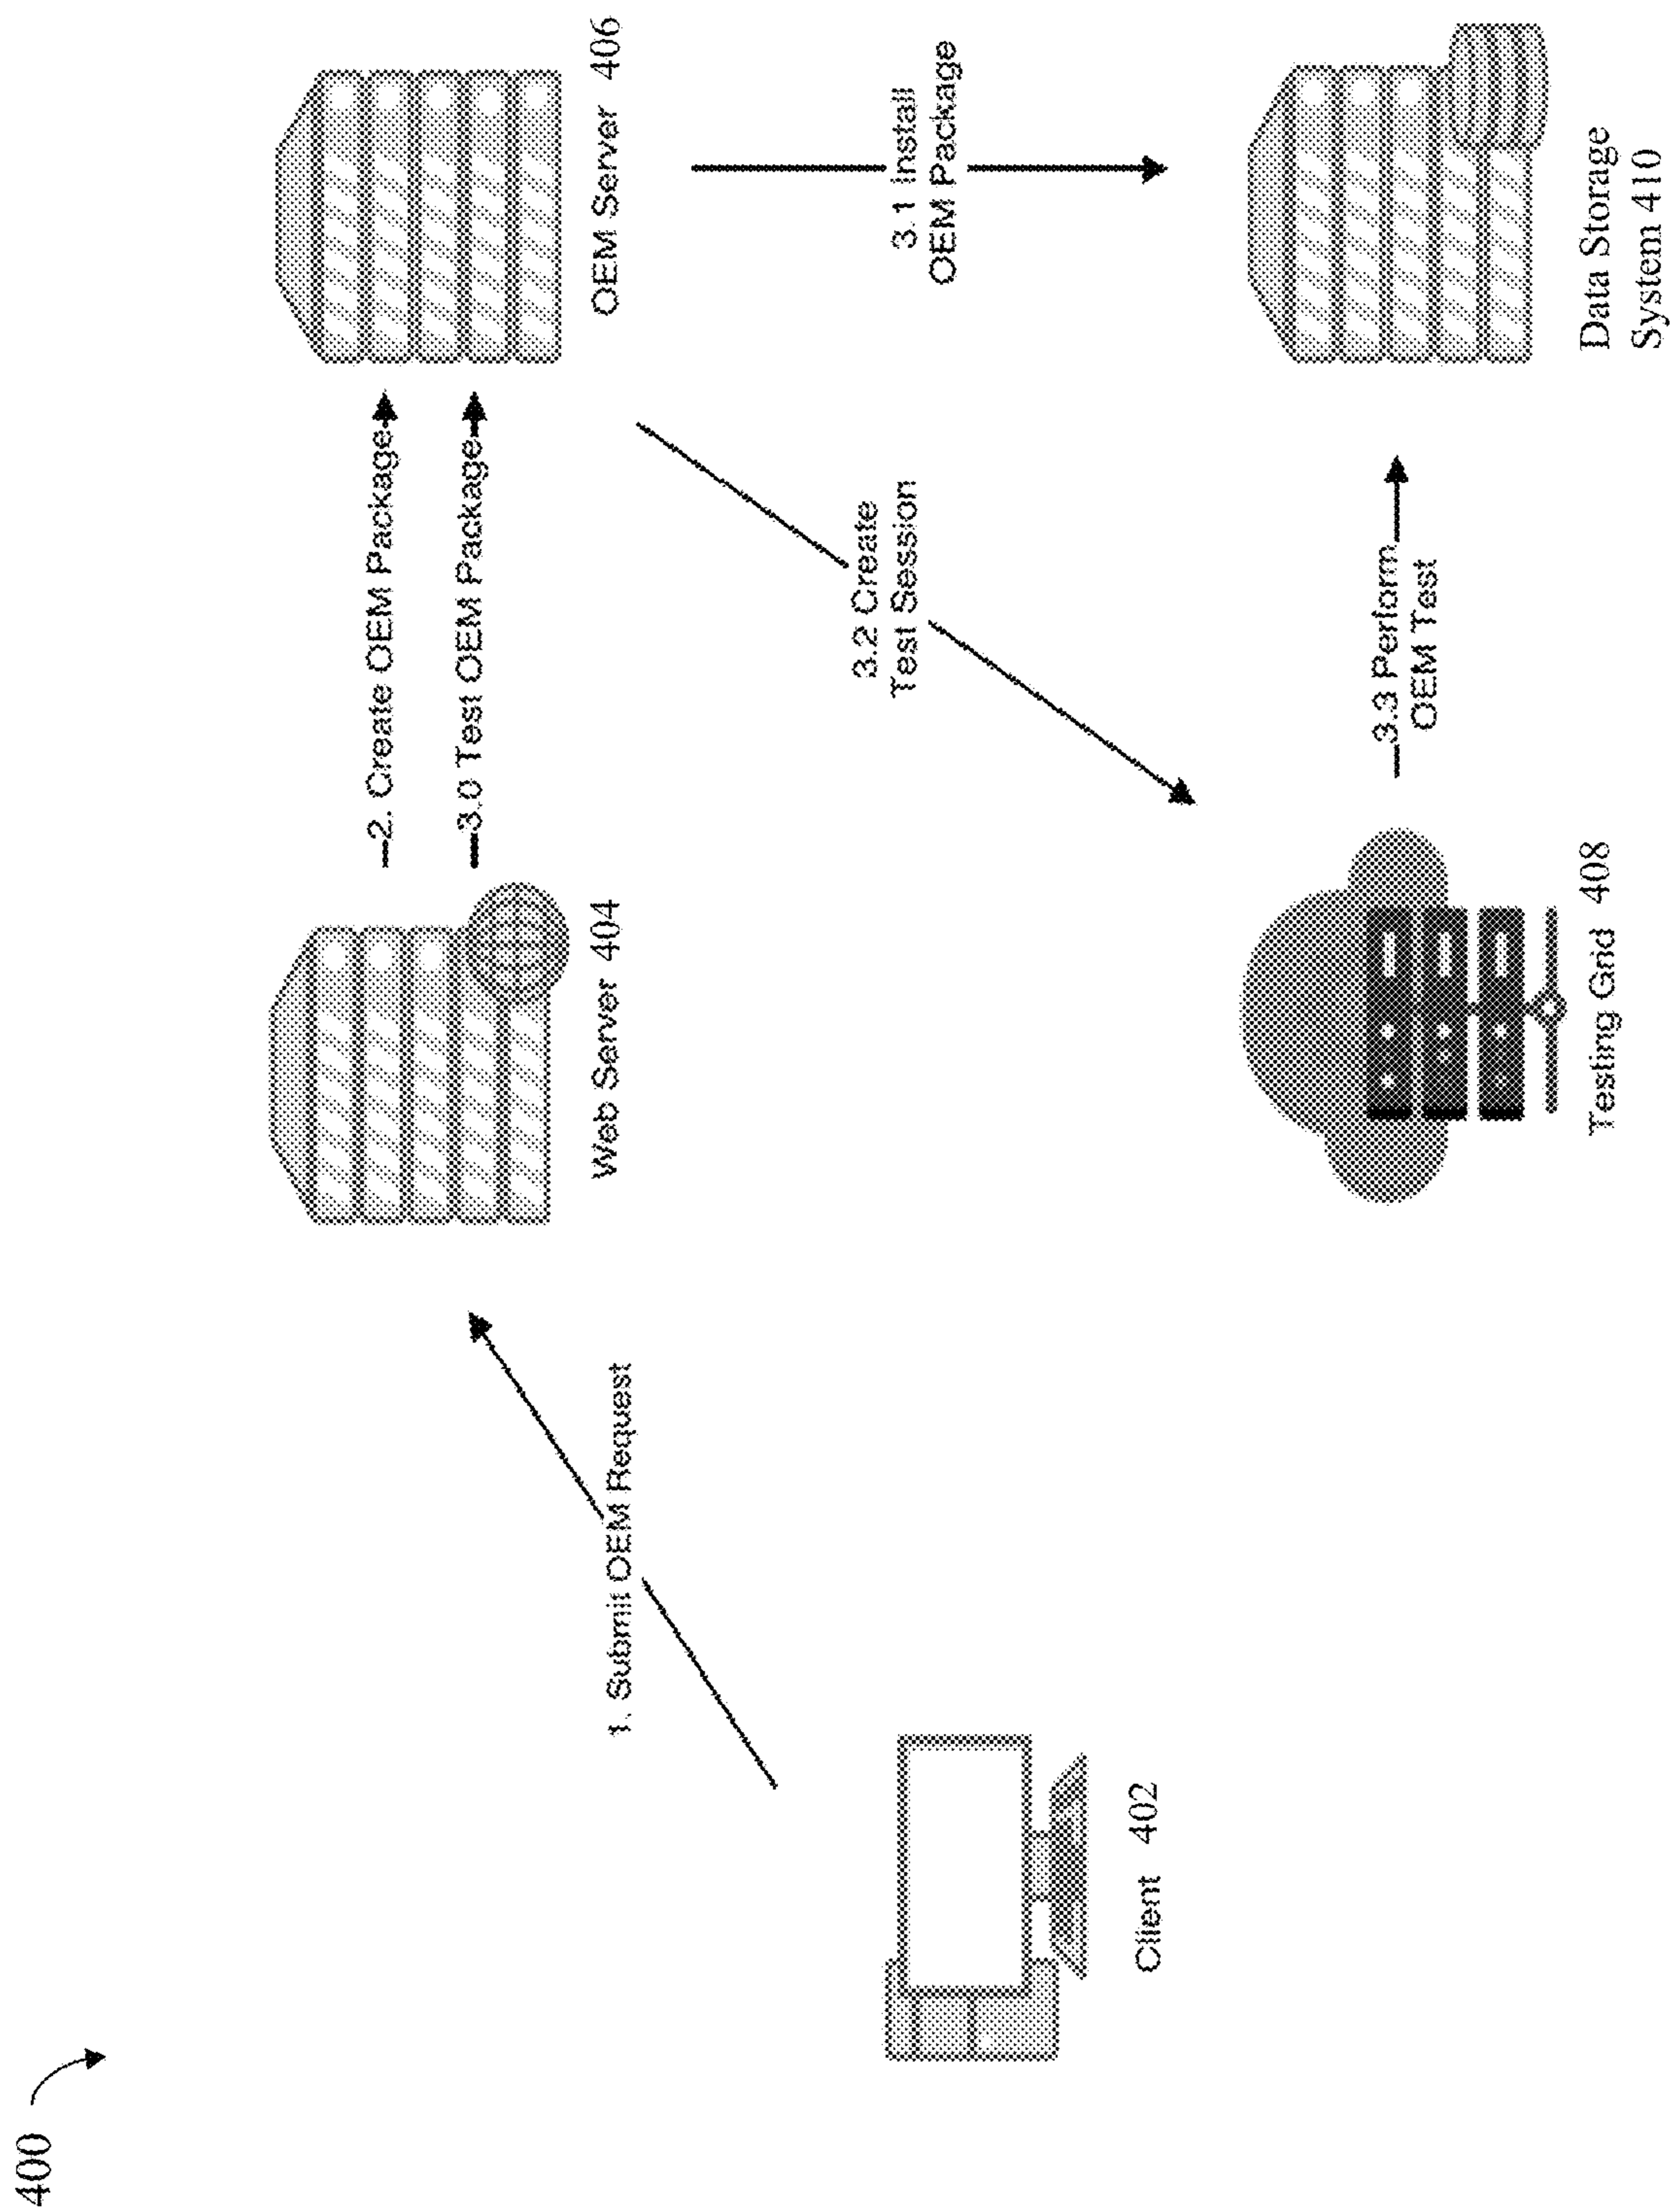 400
2. Create OEM Package
3.0 Test OEM Package
Web Server 404
OEM Server 406
1. Submit OEM Request
3.2 Create
Test Session
3.1 Install
OEM Package
Client 402
3.3 Perform
OEM Test
Testing Grid 408
Data Storage
System 410